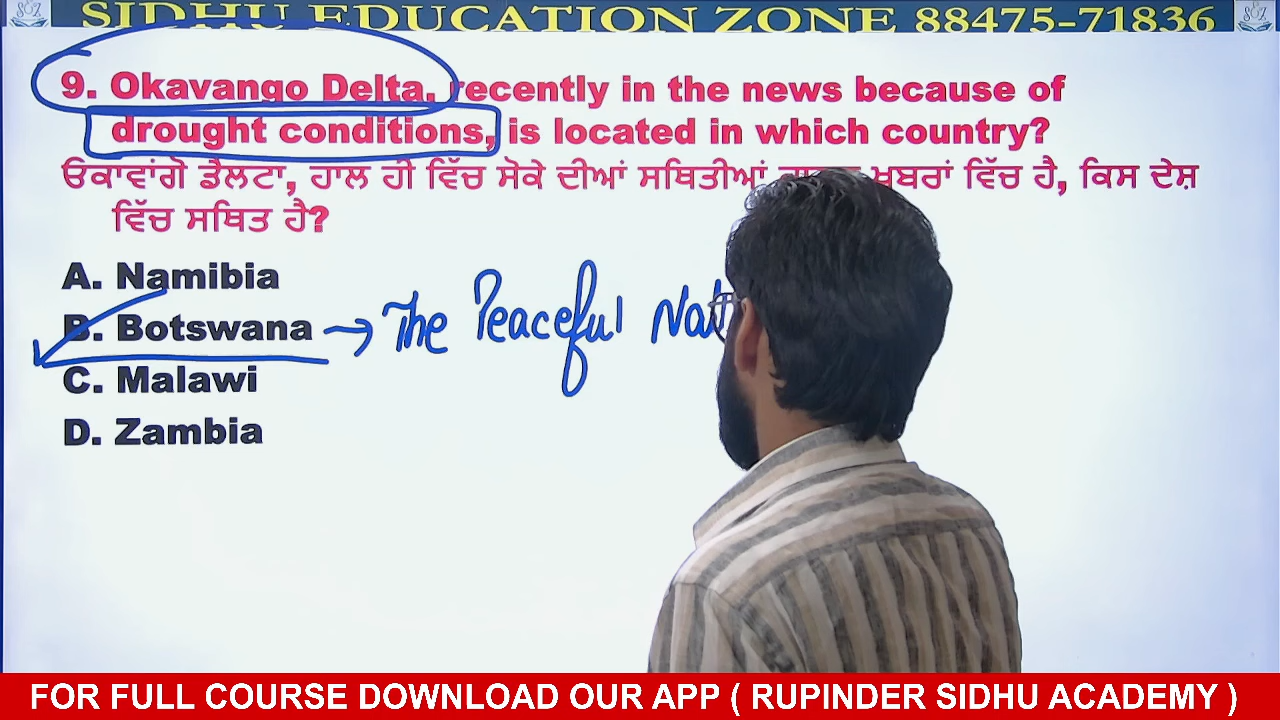 SIDHU EDUCATION ZONE 88475-71836
9. Okavango Delta, recently in the news because of
drought conditions, is located in which country?
ਓਕਾਵਾਂਗੋ ਡੈਲਟਾ, ਹਾਲ ਹੀ ਵਿੱਚ ਸੋਕੇ ਦੀਆਂ ਸਥਿਤੀਆਂ ਖ਼ਬਰਾਂ ਵਿੱਚ ਹੈ, ਕਿਸ ਦੇਸ਼
ਵਿੱਚ ਸਥਿਤ ਹੈ?
A. Namibia
B. Botswana → The Peaceful
C. Malawi
D. Zambia
FOR FULL COURSE DOWNLOAD OUR APP ( RUPINDER SIDHU ACADEMY )